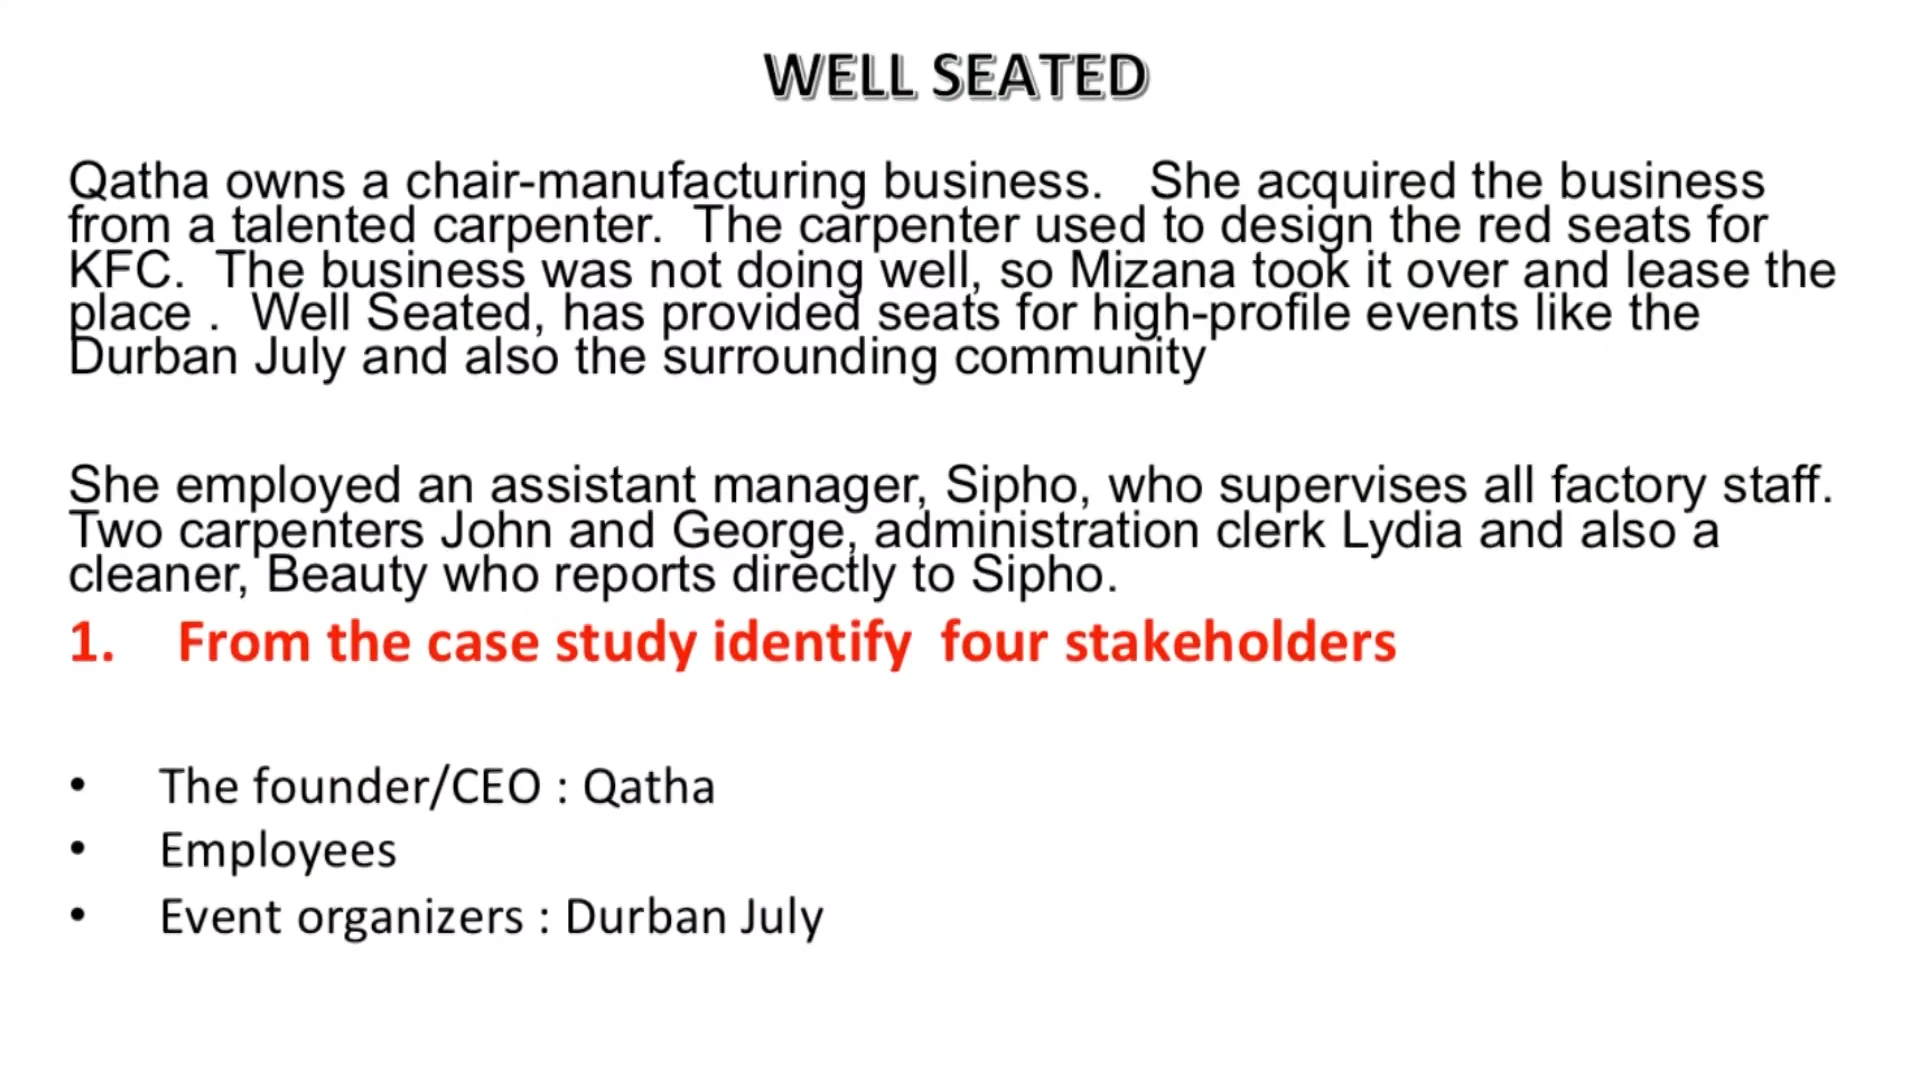 WELL SEATED
Qatha owns a chair-manufacturing business. She acquired the business
from a talented carpenter. The carpenter used to design the red seats for
KFC. The business was not doing well, so Mizana took it over and lease the
place . Well Seated, has provided seats for high-profile events like the
Durban July and also the surrounding community
She employed an assistant manager, Sipho, who supervises all factory staff.
Two carpenters John and George, administration clerk Lydia and also a
cleaner, Beauty who reports directly to Sipho.
1. From the case study identify four stakeholders
• The founder/CEO : Qatha
• Employees
• Event organizers : Durban July